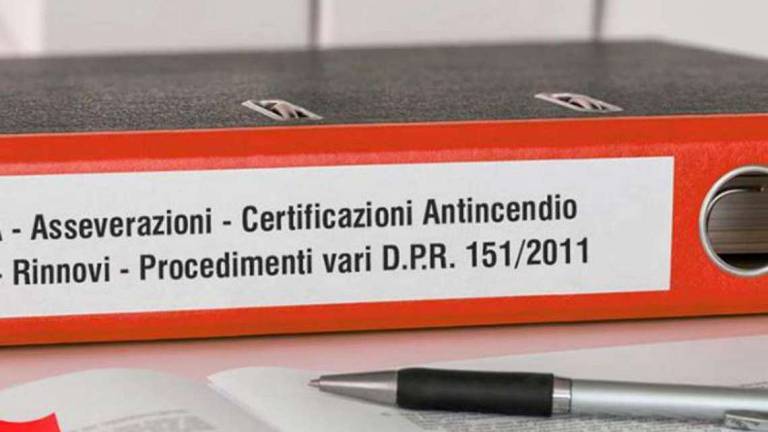 - Asseverazioni - Certificazioni Antincendio
- Rinnovi - Procedimenti vari D.P.R. 151/2011